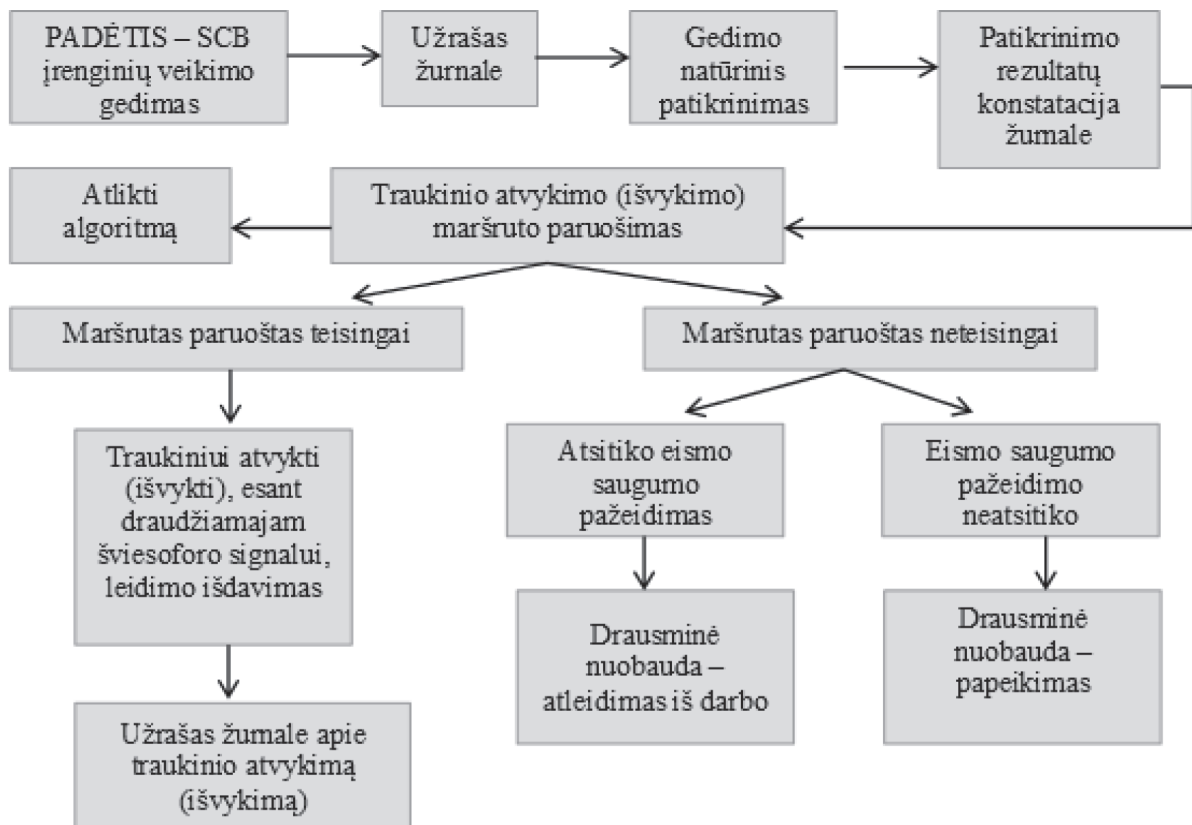 PADĖTIS – SCB
įrenginių veikimo
gedimas
Užrašas
žurnale
Gedimo
natūrinis
patikrinimas
Patikrinimo
rezultatų
konstatacija
žurnale
Atlikti
algoritmą
Traukinio atvykimo (išvykimo)
maršruto paruošimas
Maršrutas paruoštas teisingai
Maršrutas paruoštas neteisingai
Traukiniui atvykti
(išvykti), esant
draudžiamajam
šviesoforo signalui,
leidimo išdavimas
Atsitiko eismo
saugumo
pažeidimas
Eismo saugumo
pažeidimo
neatsitiko
Drausminė
nuobauda –
atleidimas iš darbo
Drausminė
nuobauda –
papeikimas
Užrašas žurnale apie
traukinio atvykimą
(išvykimą)